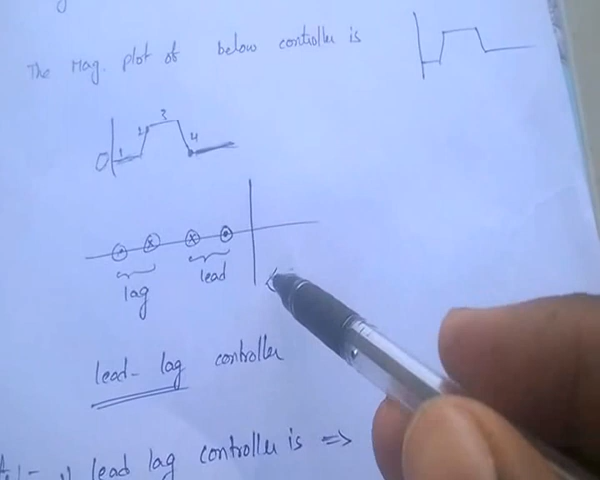 The Mag. plot of below controller is
0 1 2 3 4
lag lead
lead-lag controller
lead lag controller is =>